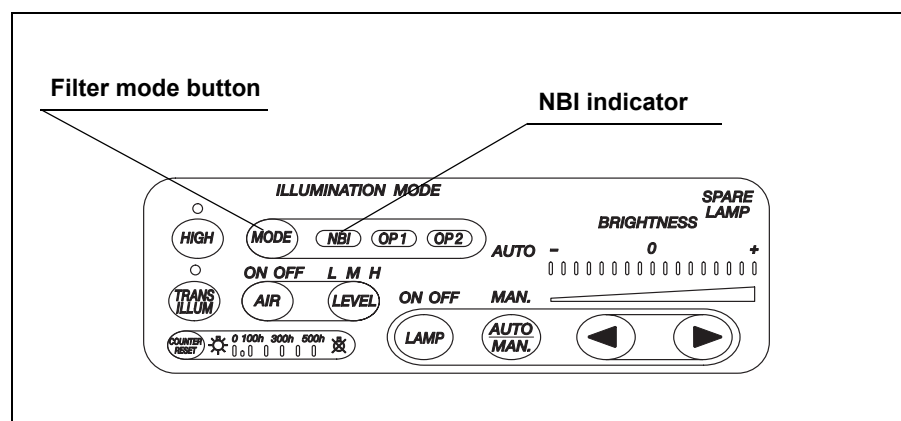 Filter mode button
NBI indicator
ILLUMINATION MODE
SPARE
LAMP
HIGH
MODE
NBI
OP1
OP2
BRIGHTNESS
AUTO
- 0 +
TRANS
ILLUM
ON OFF
AIR
L M H
LEVEL
ON OFF
LAMP
MAN.
AUTO
MAN.
COUNTER
RESET
0 100h 300h 500h